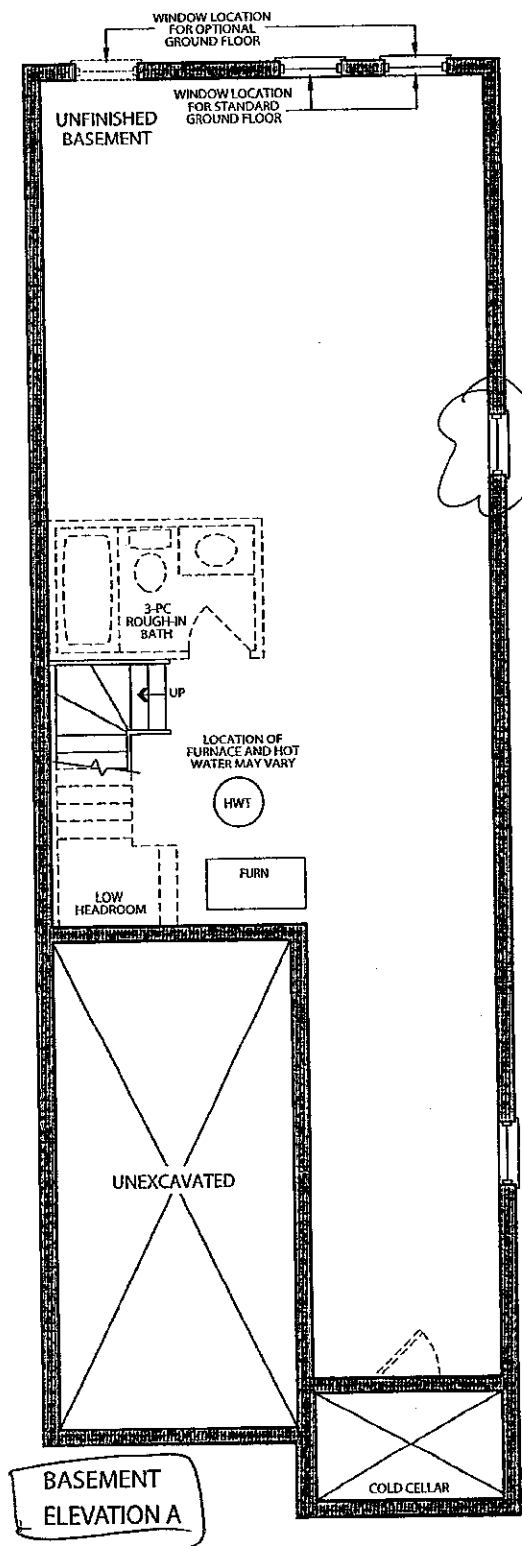 WINDOW LOCATION
FOR OPTIONAL
GROUND FLOOR
WINDOW LOCATION
FOR STANDARD
GROUND FLOOR
UNFINISHED
BASEMENT
3-PC
ROUGH-IN
BATH
UP
LOCATION OF
FURNACE AND HOT
WATER MAY VARY
HWT
FURN
LOW
HEADROOM
UNEXCAVATED
COLD CELLAR
BASEMENT
ELEVATION A